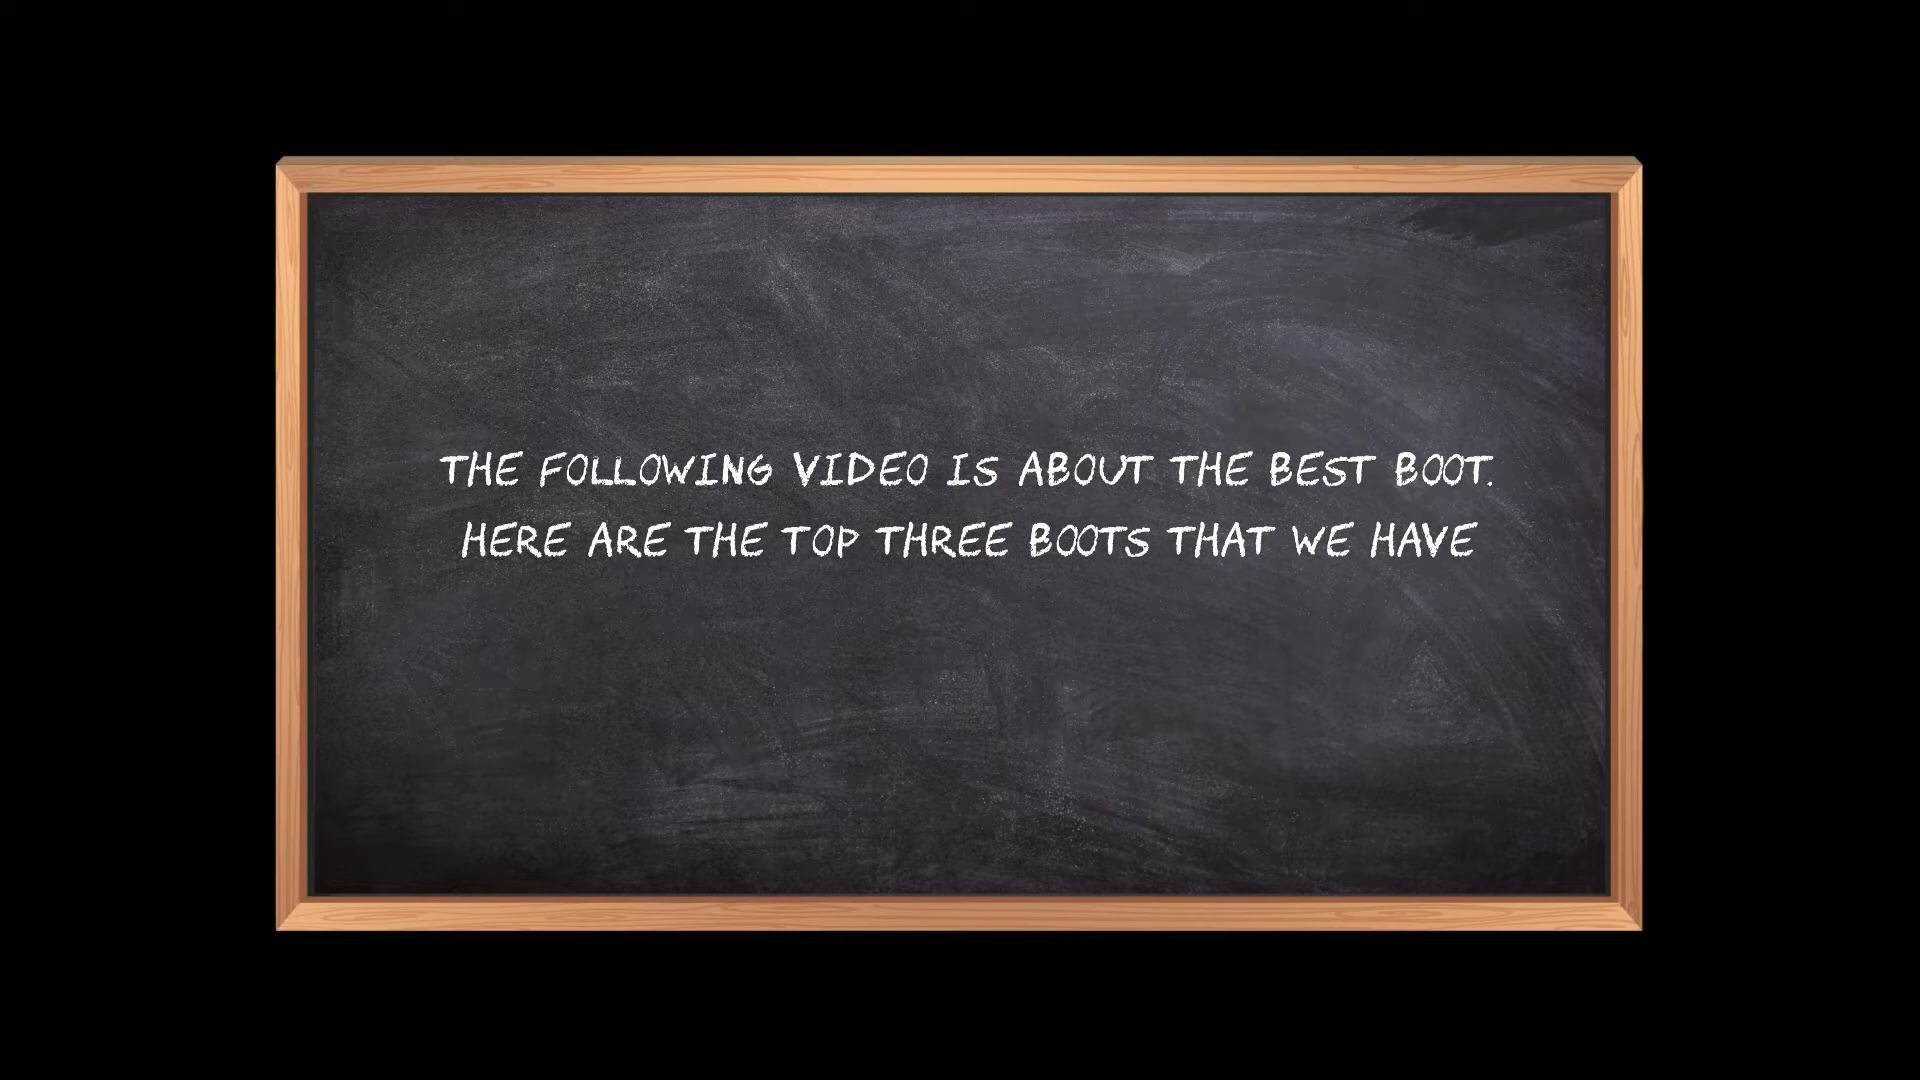 THE FOLLOWING VIDEO IS ABOUT THE BEST BOOT.
HERE ARE THE TOP THREE BOOTS THAT WE HAVE